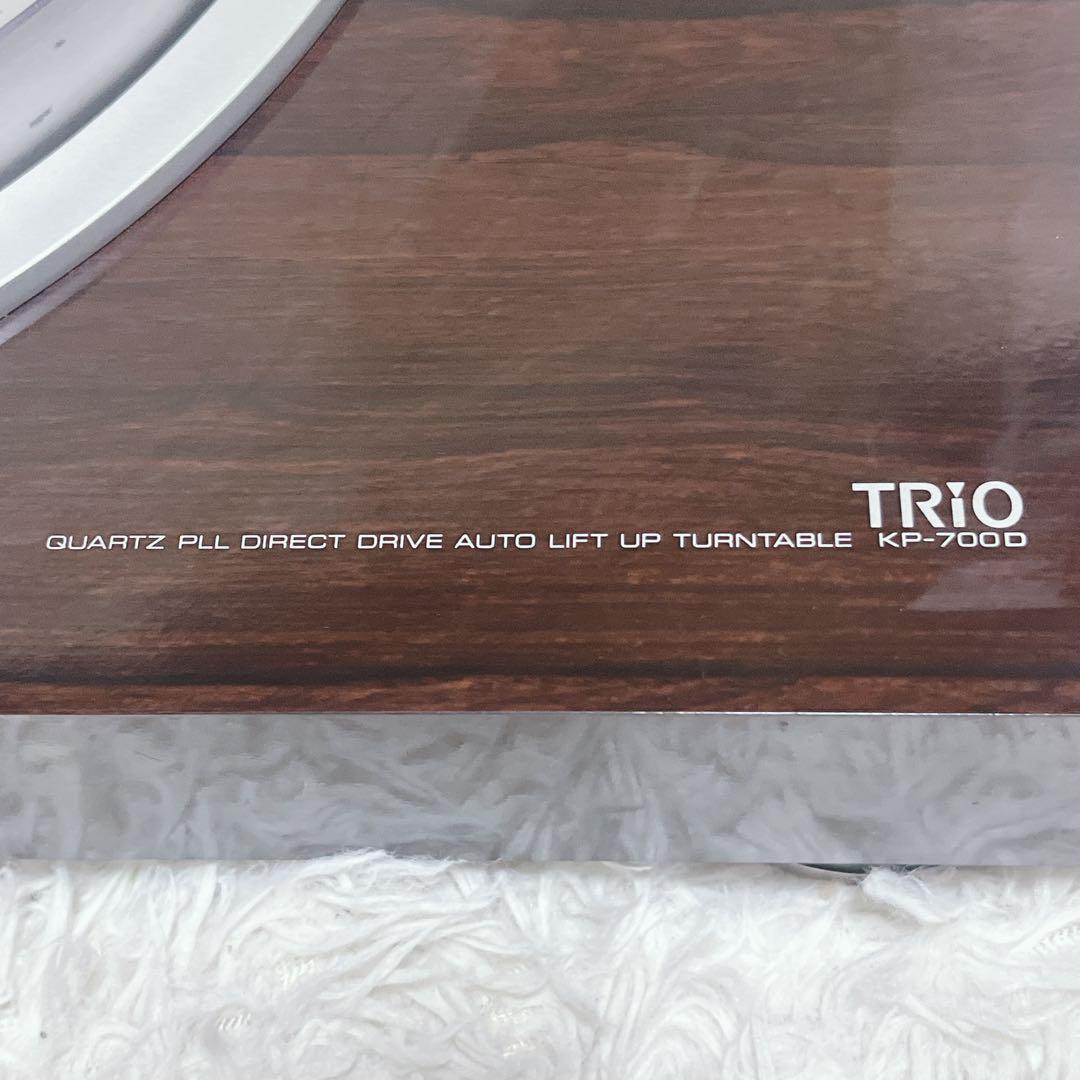 TRiO
QUARTZ PLL DIRECT DRIVE AUTO LIFT UP TURNTABLE KP-700D